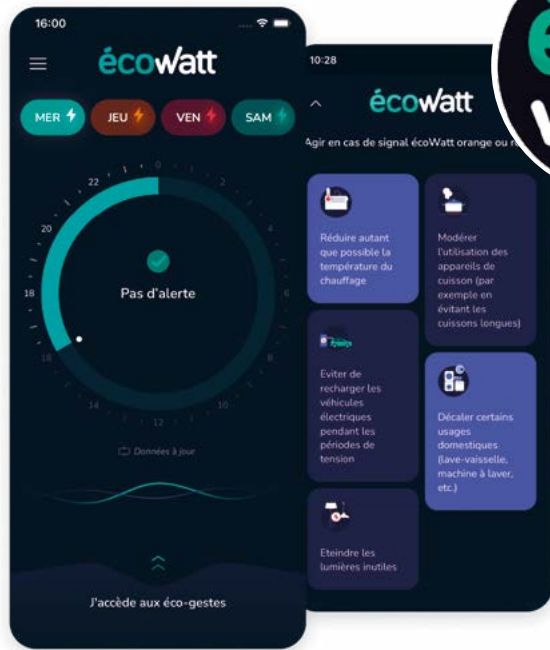 16:00
écowatt
MER
JEU
VEN
SAM
0
22
2
20
4
18
6
Pas d'alerte
8
14
10
12
Données à jour
J'accède aux éco-gestes
10:28
écowatt
Agir en cas de signal écoWatt orange ou
Réduire autant
que possible la
température du
chauffage
Modérer
l'utilisation des
appareils de
cuisson (par
exemple en
évitant les
cuissons longues)
Eviter de
recharger les
véhicules
électriques
pendant les
périodes de
tension
Décaler certains
usages
domestiques
(lave-vaisselle,
machine à laver,
etc.)
Eteindre les
lumières inutiles